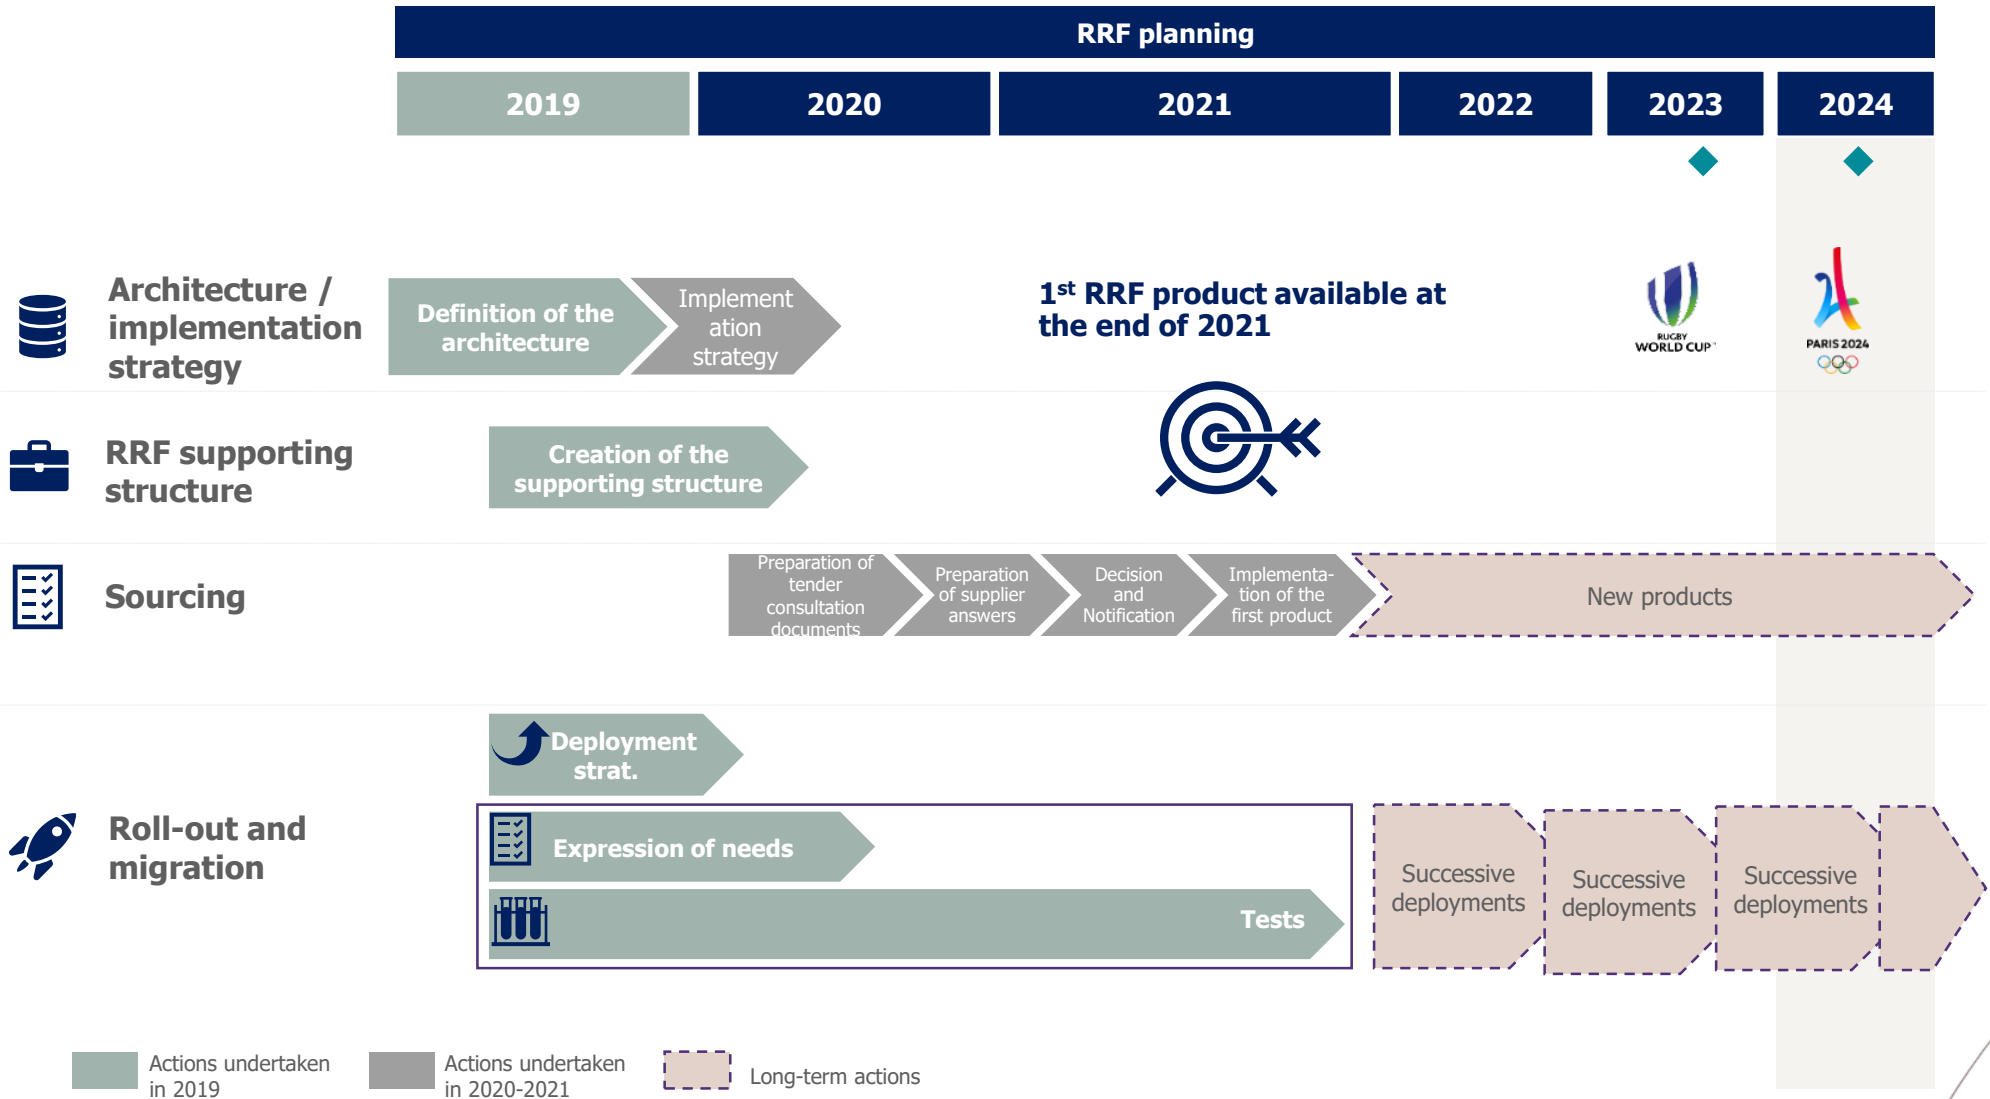 RRF planning
2019
2020
2021
2022
2023
2024
Architecture /
implementation
strategy
Definition of the
architecture
Implement
ation
strategy
1st RRF product available at
the end of 2021
RUGBY
WORLD CUP™
PARIS 2024
RRF supporting
structure
Creation of the
supporting structure
Sourcing
Preparation of
tender
consultation
documents
Preparation
of supplier
answers
Decision
and
Notification
Implementa-
tion of the
first product
New products
Roll-out and
migration
Deployment
strat.
Expression of needs
Tests
Successive
deployments
Successive
deployments
Successive
deployments
Actions undertaken
in 2019
Actions undertaken
in 2020-2021
Long-term actions